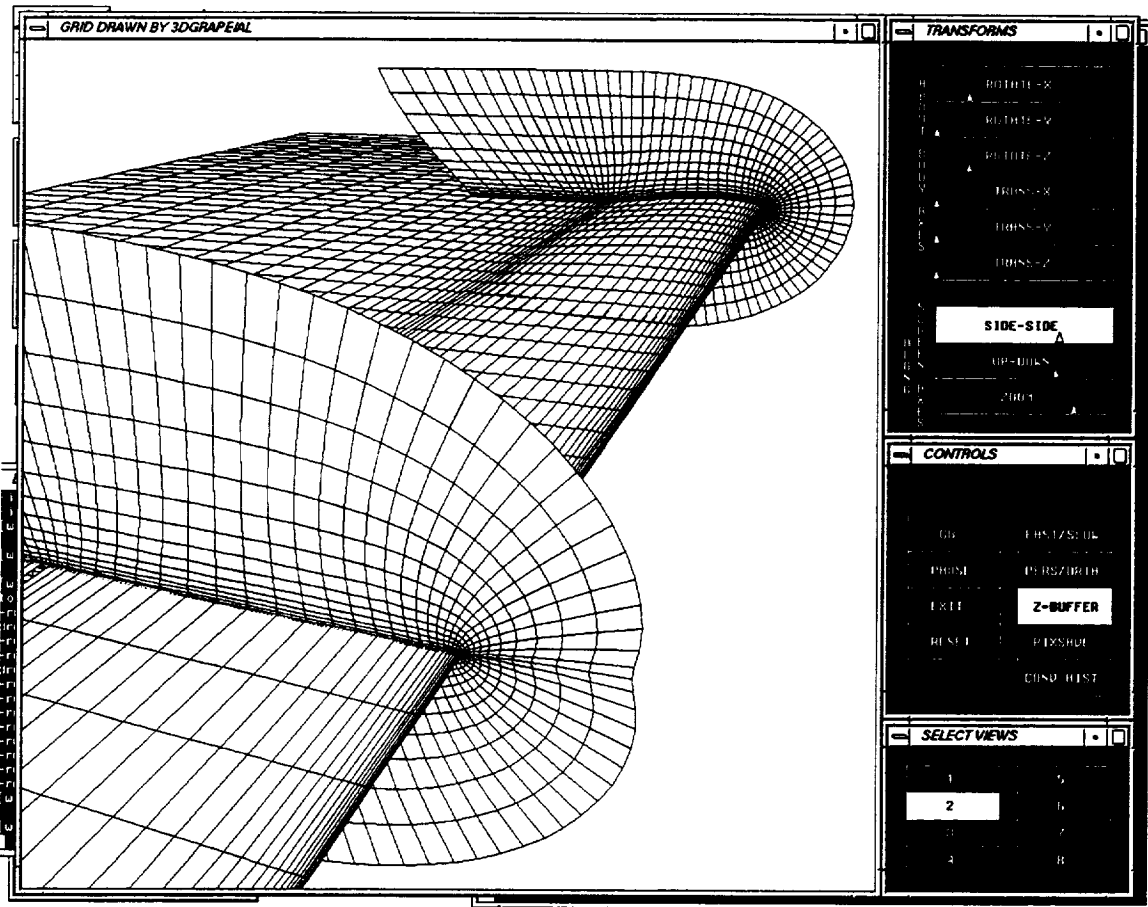 GRID DRAWN BY 3DGRAPE/AL
TRANSFORMS
ROTATE-X
ROTATE-Y
ROTATE-Z
TRANS-X
TRANS-Y
TRANS-Z
SIDE-SIDE
UP-DOWN
ZOOM
CONTROLS
GO
FAST/SLOW
PAUSE
PERS/ORTH
EXIT
Z-BUFFER
RESET
PIXSAVE
CONV HIST
SELECT VIEWS
1
5
2
6
3
7
4
8